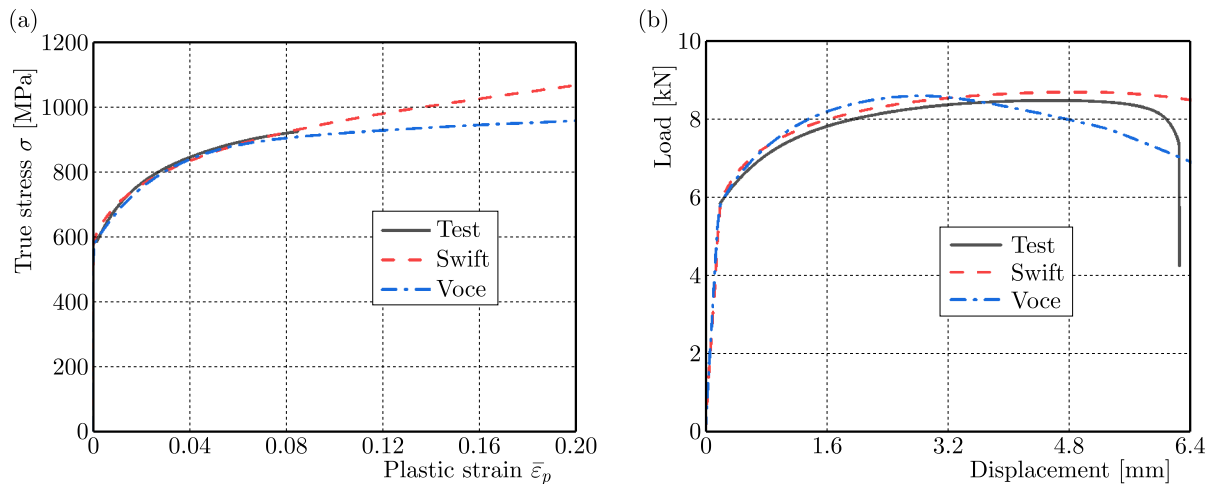 (a)
True stress σ [MPa]
1200
1000
800
600
400
200
0
0 0.04 0.08 0.12 0.16 0.20
Plastic strain ε̄ₚ
Test
Swift
Voce
(b)
Load [kN]
10
8
6
4
2
0
0 1.6 3.2 4.8 6.4
Displacement [mm]
Test
Swift
Voce